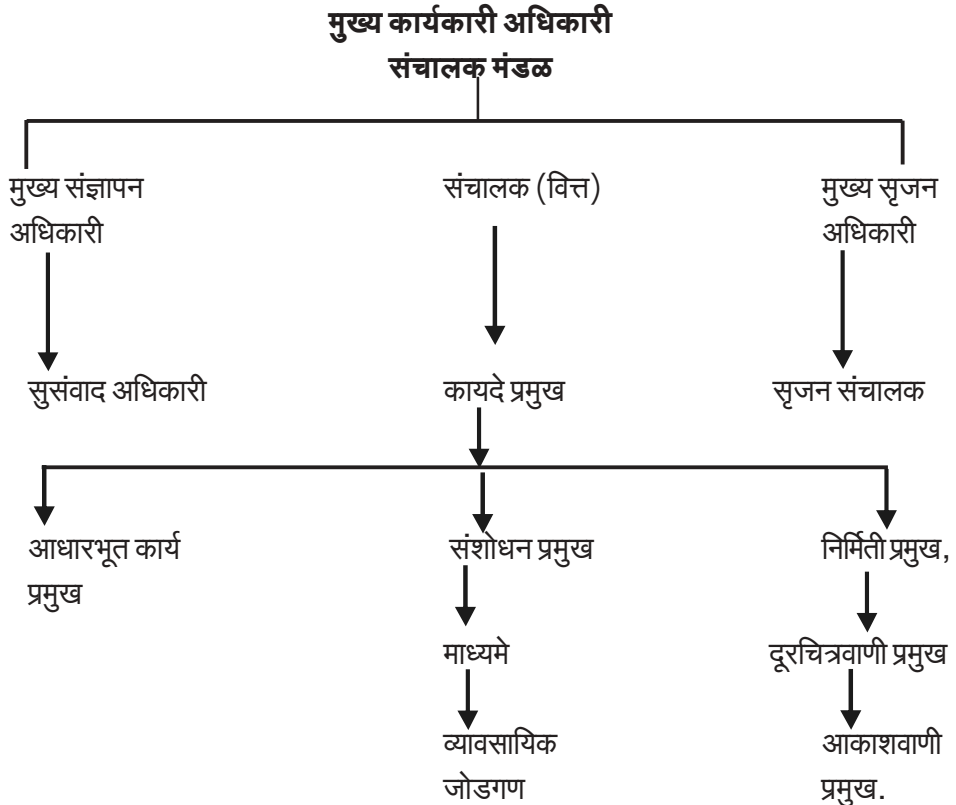 मुख्य कार्यकारी अधिकारी
संचालक मंडळ
मुख्य संज्ञापन
अधिकारी
संचालक (वित्त)
मुख्य सृजन
अधिकारी
सुसंवाद अधिकारी
कायदे प्रमुख
सृजन संचालक
आधारभूत कार्य
प्रमुख
संशोधन प्रमुख
निर्मिती प्रमुख,
माध्यमे
दूरचित्रवाणी प्रमुख
व्यावसायिक
जोडगण
आकाशवाणी
प्रमुख.